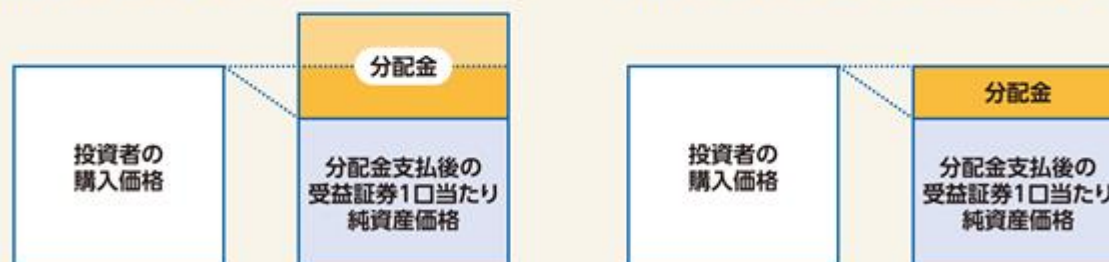 分配金
投資者の
購入価格
分配金支払後の
受益証券1口当たり
純資産価格
分配金
投資者の
購入価格
分配金支払後の
受益証券1口当たり
純資産価格